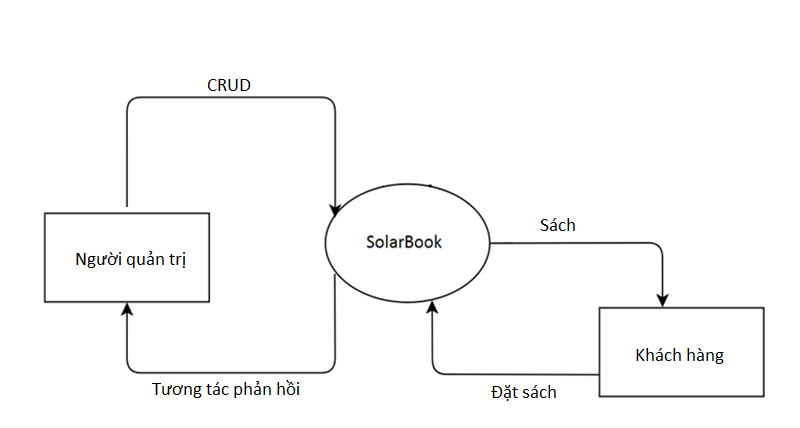 CRUD
SolarBook
Sách
Người quản trị
Khách hàng
Tương tác phản hồi
Đặt sách